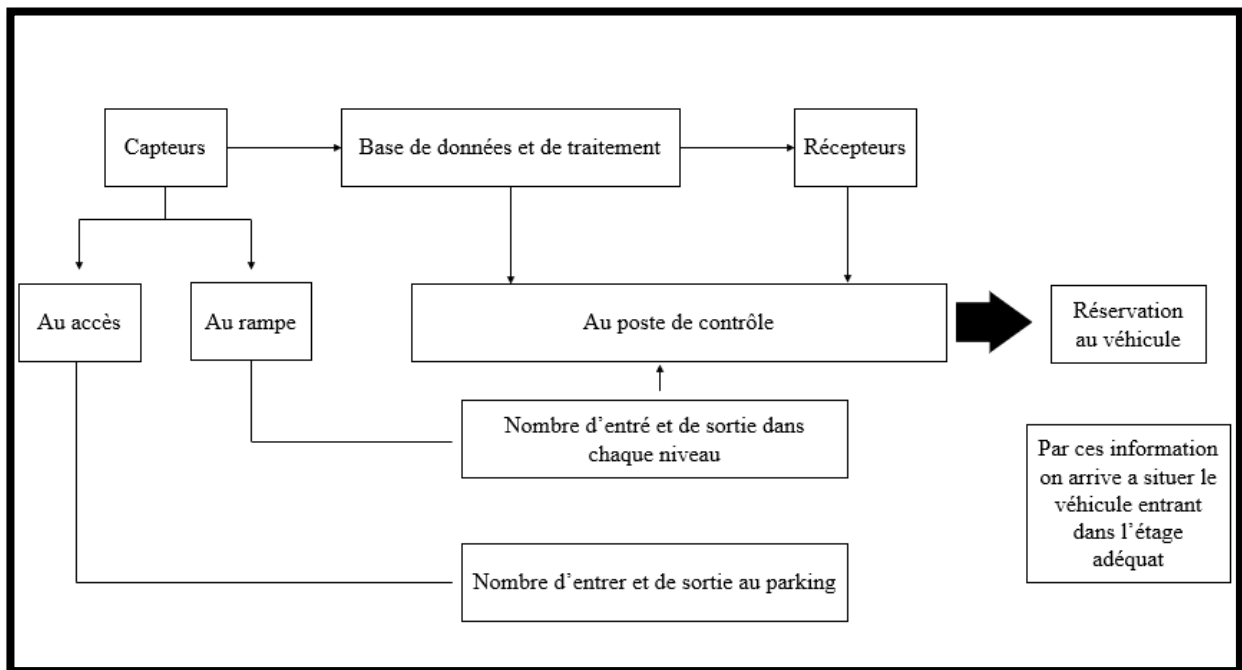 Capteurs
Base de données et de traitement
Récepteurs
Au accès
Au rampe
Au poste de contrôle
Réservation
au véhicule
Nombre d’entré et de sortie dans
chaque niveau
Par ces information
on arrive a situer le
véhicule entrant
dans l’étage
adéquat
Nombre d’entrer et de sortie au parking